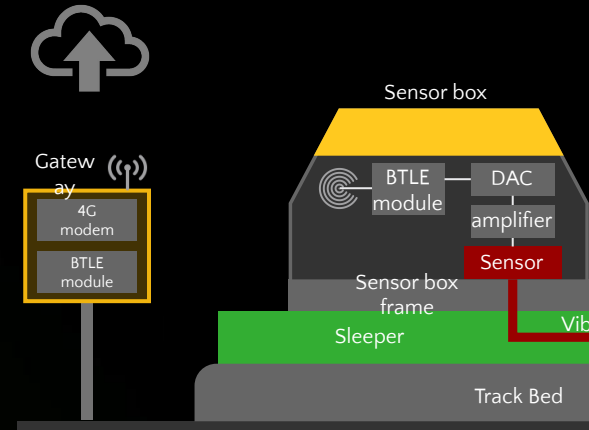 Sensor box
Gatew
ay
4G
modem
BTLE
module
BTLE
module
DAC
amplifier
Sensor
Sensor box
frame
Sleeper
Vib
Track Bed